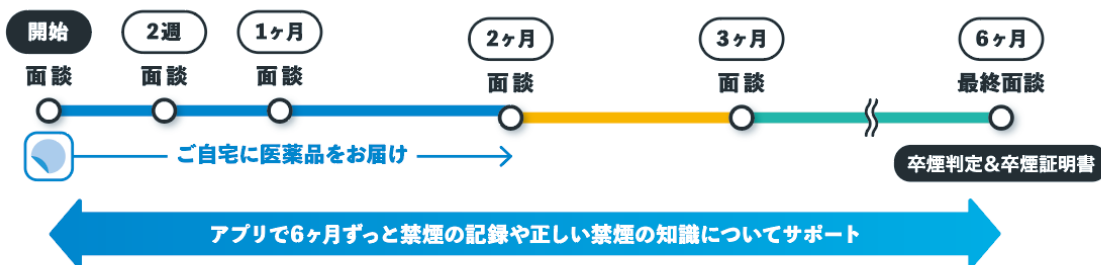 開始
2週
1ヶ月
2ヶ月
3ヶ月
6ヶ月
面談
面談
面談
面談
面談
最終面談
ご自宅に医薬品をお届け
卒煙判定&卒煙証明書
アプリで6ヶ月ずっと禁煙の記録や正しい禁煙の知識についてサポート